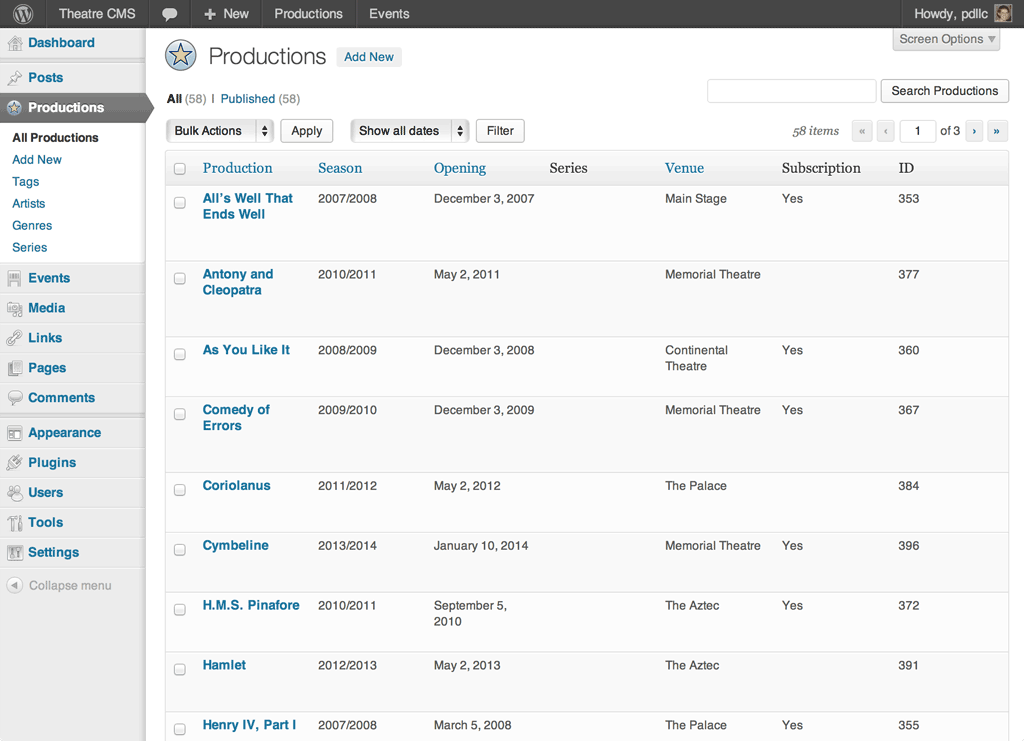 Theatre CMS + New Productions Events Howdy, pdllc
Screen Options
Dashboard
Posts
Productions
All Productions
Add New
Tags
Artists
Genres
Series
Events
Media
Links
Pages
Comments
Appearance
Plugins
Users
Tools
Settings
Collapse menu
Productions Add New
All (58) | Published (58)
Search Productions
Bulk Actions Apply Show all dates Filter 58 items « ‹ 1 of 3 › »
Production Season Opening Series Venue Subscription ID
All's Well That 2007/2008 December 3, 2007 Main Stage Yes 353
Ends Well
Antony and 2010/2011 May 2, 2011 Memorial Theatre 377
Cleopatra
As You Like It 2008/2009 December 3, 2008 Continental Yes 360
Theatre
Comedy of 2009/2010 December 3, 2009 Memorial Theatre Yes 367
Errors
Coriolanus 2011/2012 May 2, 2012 The Palace 384
Cymbeline 2013/2014 January 10, 2014 Memorial Theatre Yes 396
H.M.S. Pinafore 2010/2011 September 5, The Aztec Yes 372
2010
Hamlet 2012/2013 May 2, 2013 The Aztec 391
Henry IV, Part I 2007/2008 March 5, 2008 The Palace Yes 355